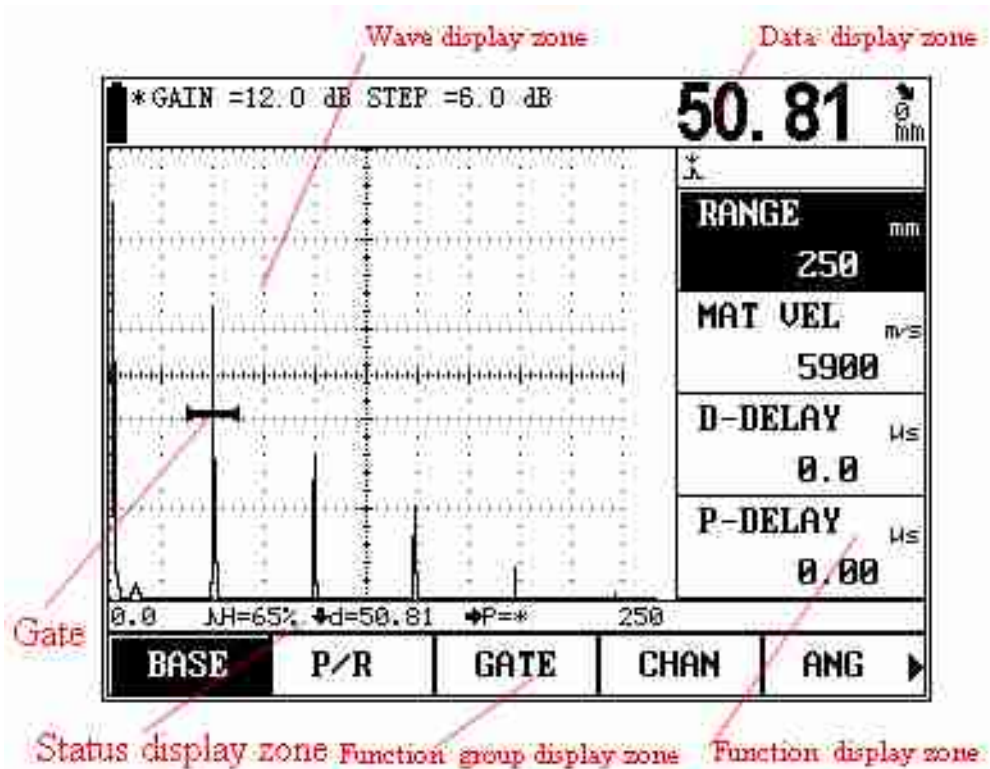 Wave display zone
Data display zone
*GAIN =12.0 dB STEP =6.0 dB
50.81
mm
RANGE mm
250
MAT VEL m/s
5900
D-DELAY µs
0.0
P-DELAY µs
0.00
0.0 H=65% d=50.81 P=* 250
Gate
BASE P/R GATE CHAN ANG
Status display zone
Function group display zone
Function display zone